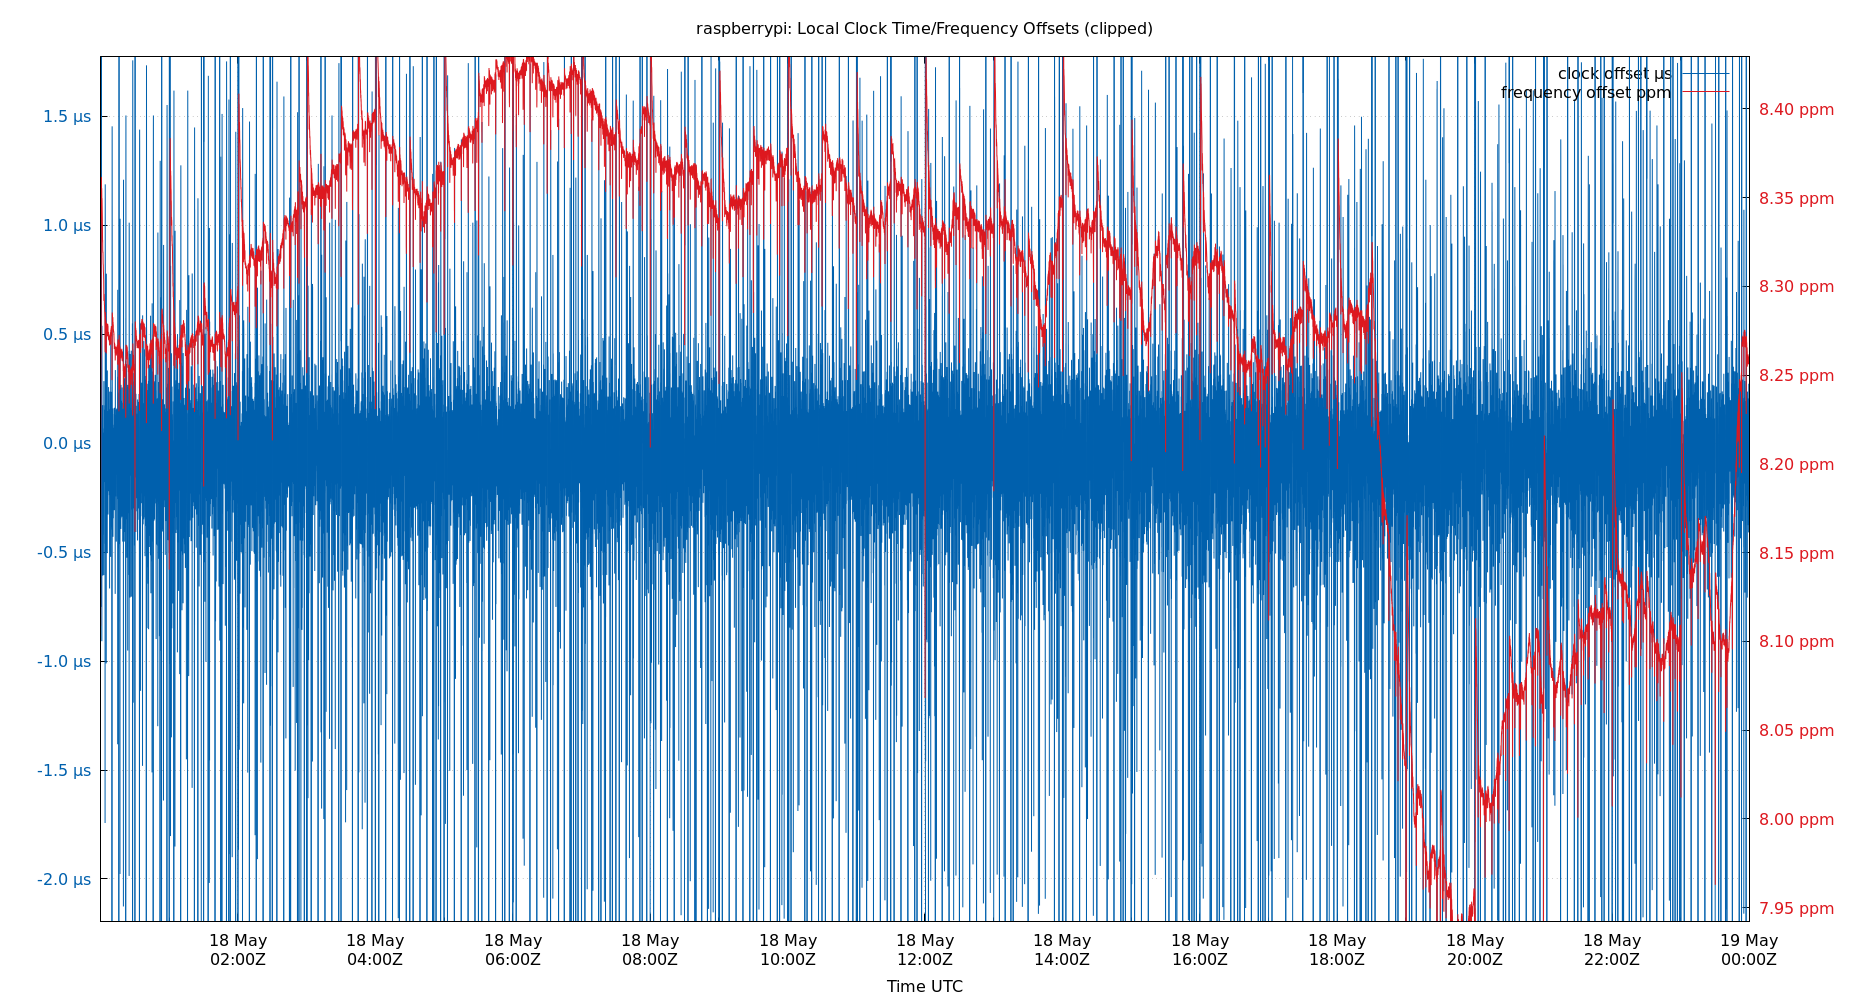 raspberrypi: Local Clock Time/Frequency Offsets (clipped)
clock offset µs
frequency offset ppm
1.5 µs
1.0 µs
0.5 µs
0.0 µs
-0.5 µs
-1.0 µs
-1.5 µs
-2.0 µs
8.40 ppm
8.35 ppm
8.30 ppm
8.25 ppm
8.20 ppm
8.15 ppm
8.10 ppm
8.05 ppm
8.00 ppm
7.95 ppm
18 May 18 May 18 May 18 May 18 May 18 May 18 May 18 May 18 May 18 May 18 May 19 May
02:00Z 04:00Z 06:00Z 08:00Z 10:00Z 12:00Z 14:00Z 16:00Z 18:00Z 20:00Z 22:00Z 00:00Z
Time UTC